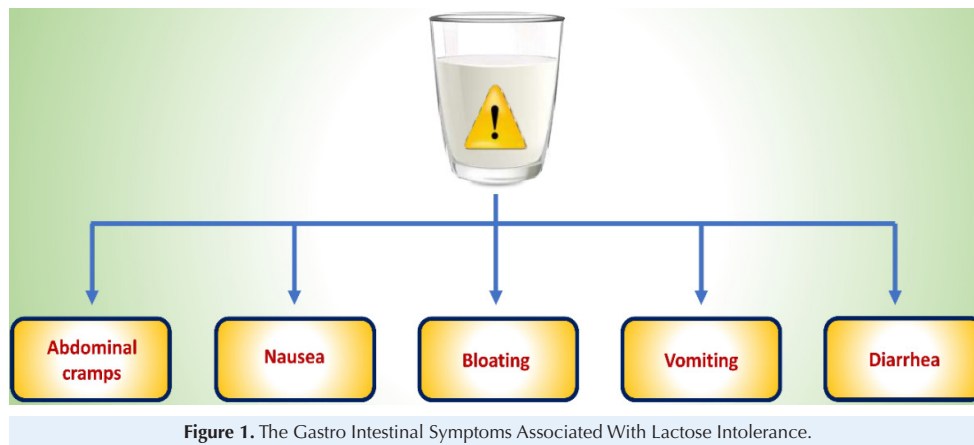 !
Abdominal
cramps
Nausea
Bloating
Vomiting
Diarrhea
Figure 1. The Gastro Intestinal Symptoms Associated With Lactose Intolerance.